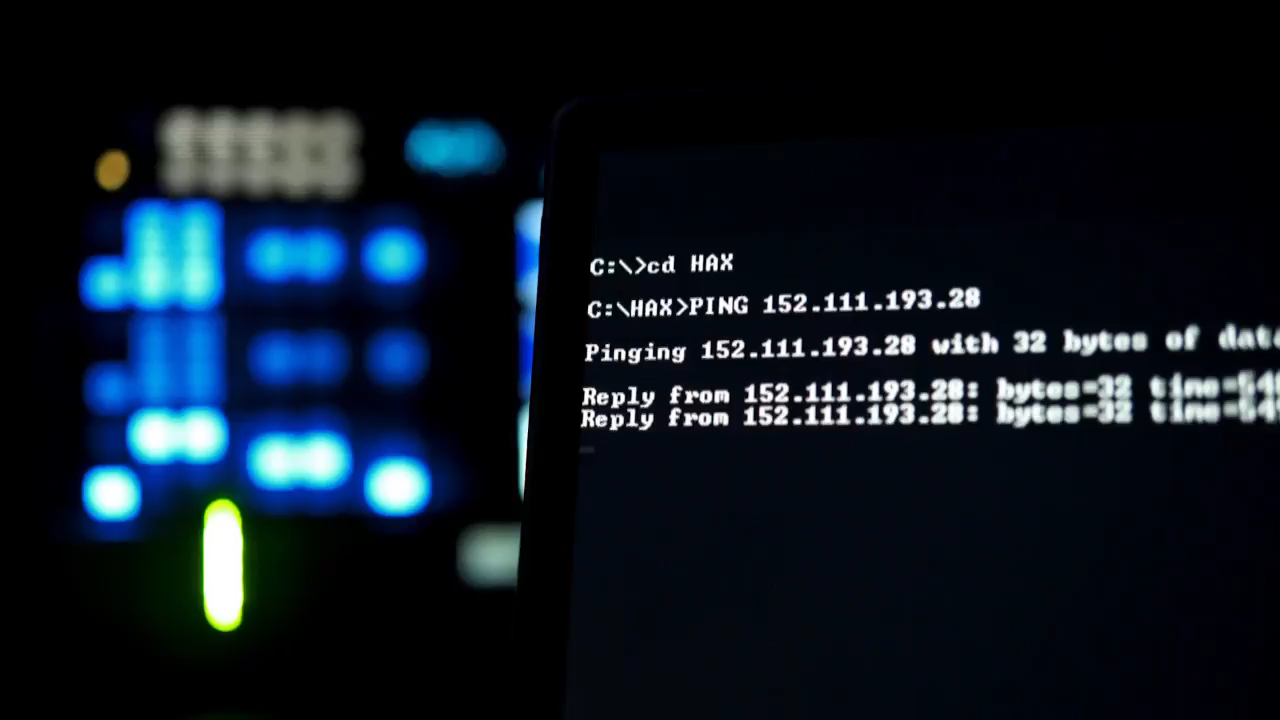 C:\>cd HAX
C:\HAX>PING 152.111.193.28
Pinging 152.111.193.28 with 32 bytes of
Reply from 152.111.193.28: bytes=32
Reply from 152.111.193.28: bytes=32